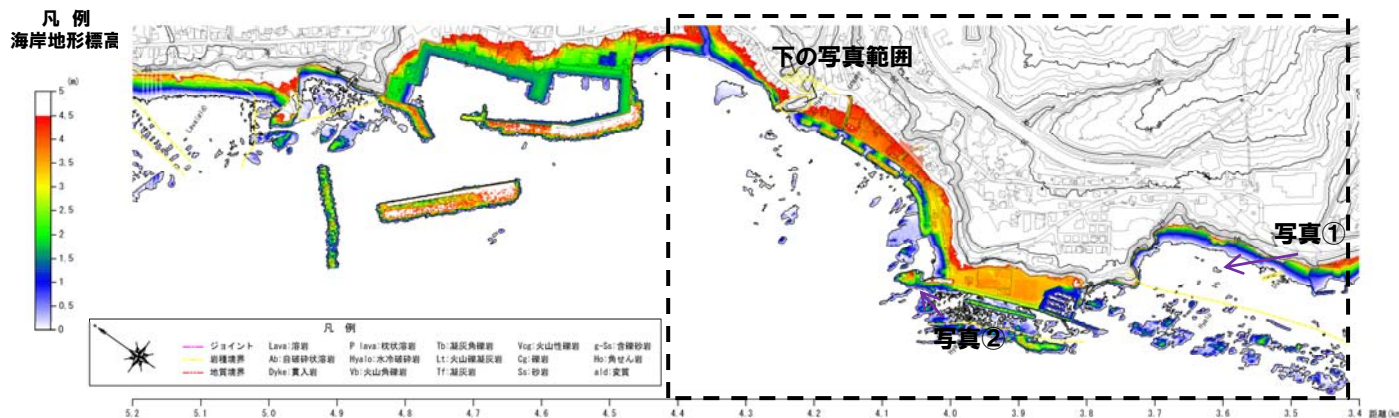 凡 例
海岸地形標高
(m)
5
4.5
4
3.5
3
2.5
2
1.5
1
0.5
0
下の写真範囲
写真①
写真②
Lava(alo)
Hyalo
凡 例
ジョイント Lava:溶岩 P lava:枕状溶岩 Tb:凝灰角礫岩 Vcg:火山性礫岩 g-Ss:含礫砂岩
岩種境界 Ab:自破砕状溶岩 Hyalo:水冷破砕岩 Lt:火山礫凝灰岩 Cg:礫岩 Ho:角せん岩
地質境界 Dyke:貫入岩 Vb:火山角礫岩 Tf:凝灰岩 Ss:砂岩 ald:変質
5.2 5.1 5.0 4.9 4.8 4.7 4.6 4.5 4.4 4.3 4.2 4.1 4.0 3.9 3.8 3.7 3.6 3.5 3.4 距離(km)